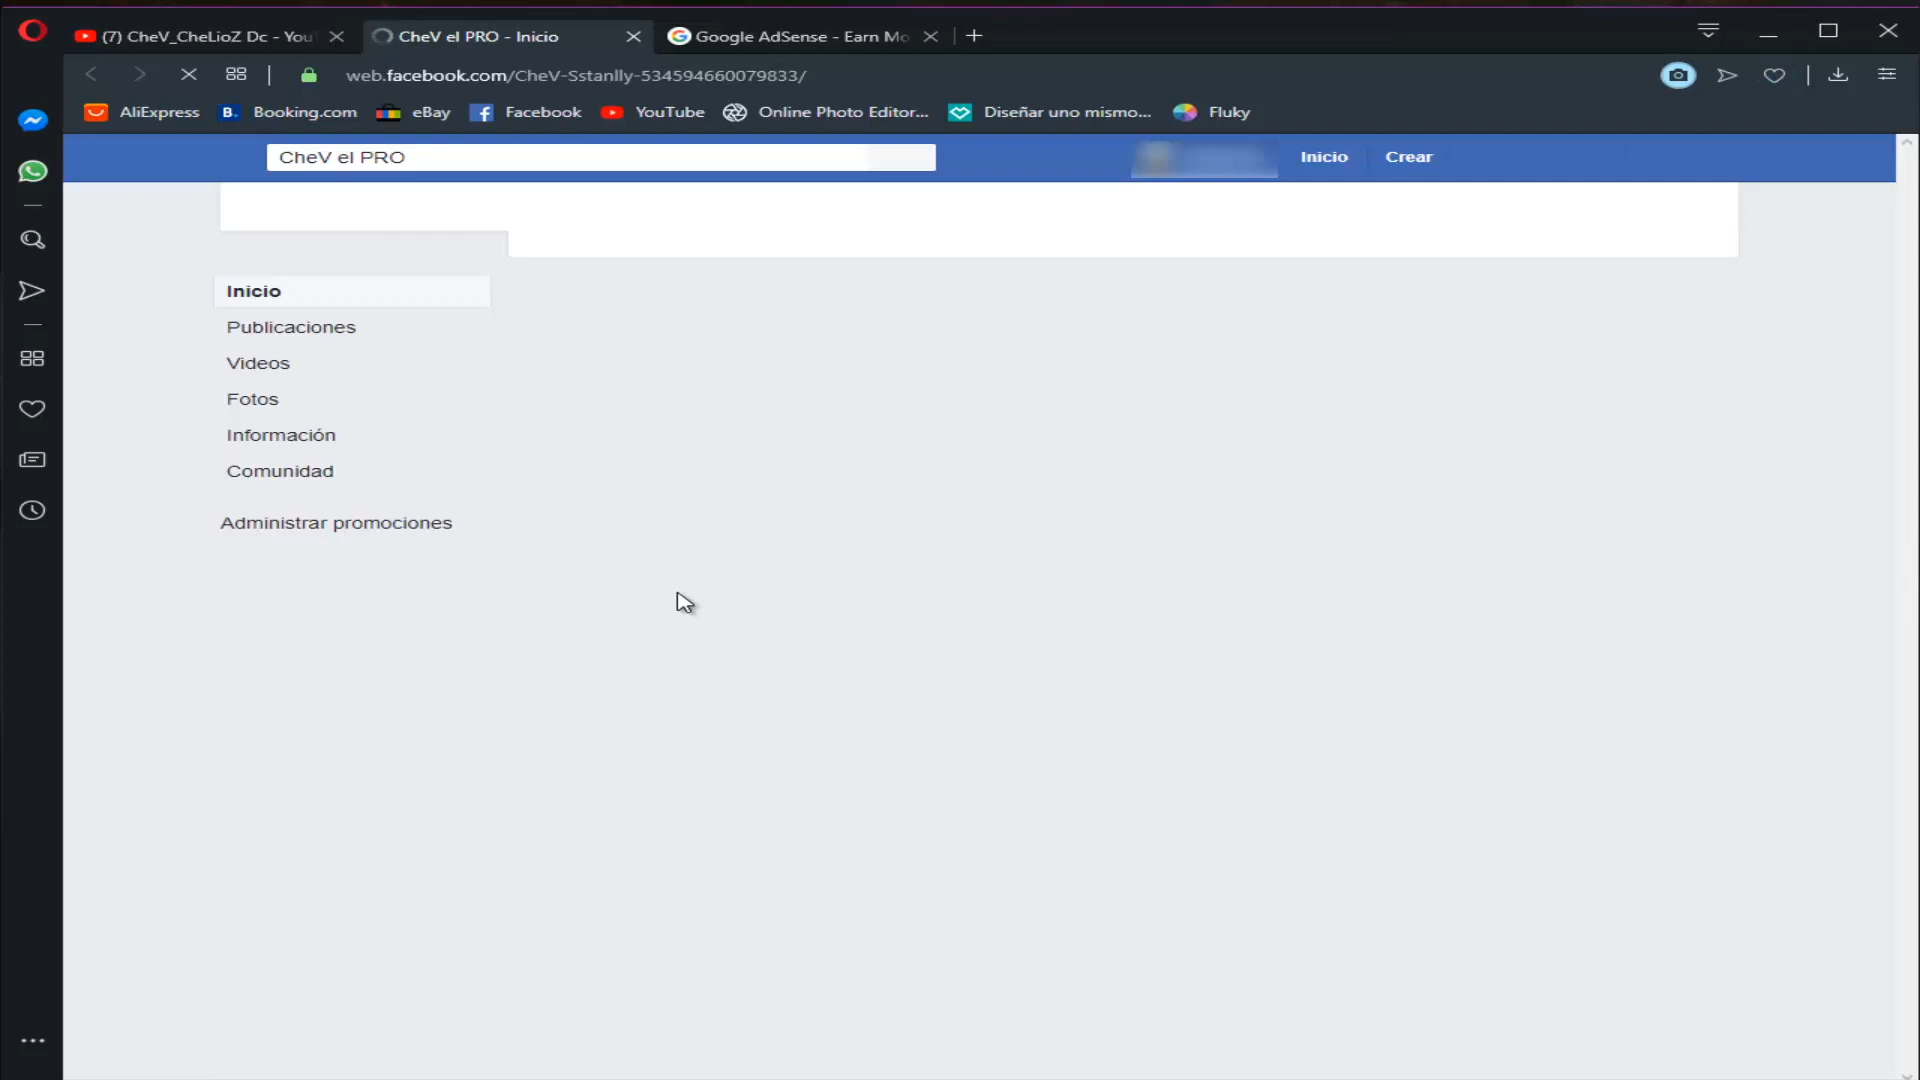 (7) CheV_CheLioZ Dc - You
CheV el PRO - Inicio
Google AdSense - Earn Mo
web.facebook.com/CheV-Sstanlly-534594660079833/
AliExpress
B. Booking.com
eBay
Facebook
YouTube
Online Photo Editor...
Diseñar uno mismo...
Fluky
CheV el PRO
Inicio
Crear
Inicio
Publicaciones
Videos
Fotos
Información
Comunidad
Administrar promociones